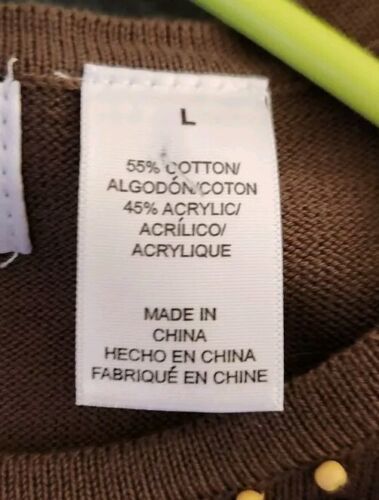 L
55% COTTON/
ALGODÓN/COTON
45% ACRYLIC/
ACRÍLICO/
ACRYLIQUE
MADE IN
CHINA
HECHO EN CHINA
FABRIQUÉ EN CHINE